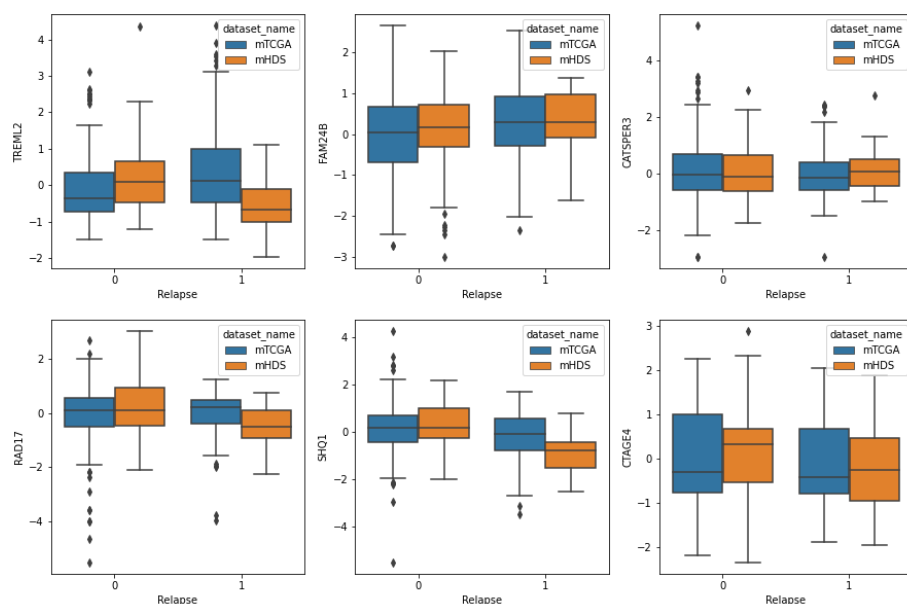 TREML2
4
3
2
1
0
−1
−2
dataset_name
mTCGA
mHDS
0
1
Relapse
FAM24B
2
1
0
−1
−2
−3
dataset_name
mTCGA
mHDS
0
1
Relapse
CATSPER3
4
2
0
−2
dataset_name
mTCGA
mHDS
0
1
Relapse
RAD17
2
0
−2
−4
dataset_name
mTCGA
mHDS
0
1
Relapse
SHQ1
4
2
0
−2
−4
dataset_name
mTCGA
mHDS
0
1
Relapse
CTAGE4
3
2
1
0
−1
−2
dataset_name
mTCGA
mHDS
0
1
Relapse